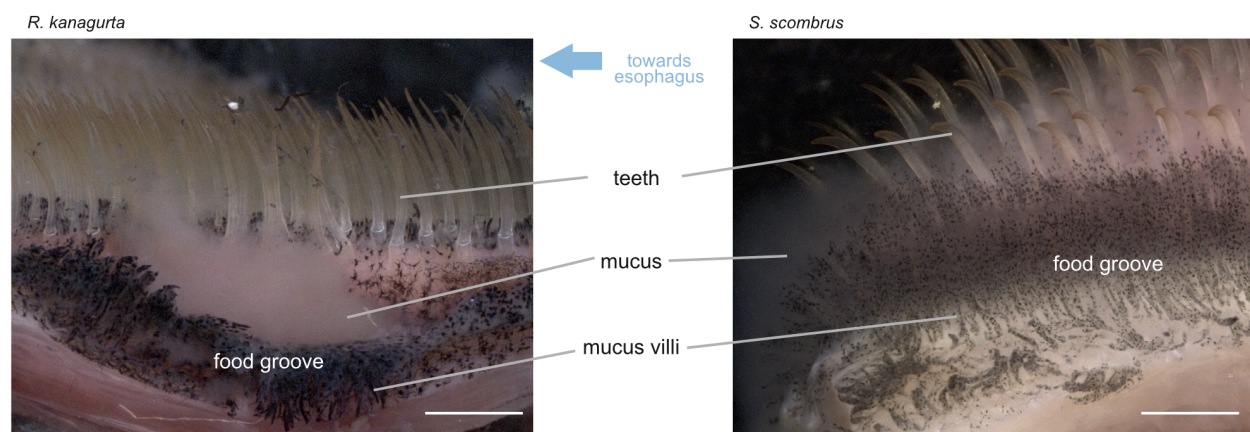 R. kanagurta
S. scombrus
towards
esophagus
teeth
mucus
food groove
mucus villi
food groove